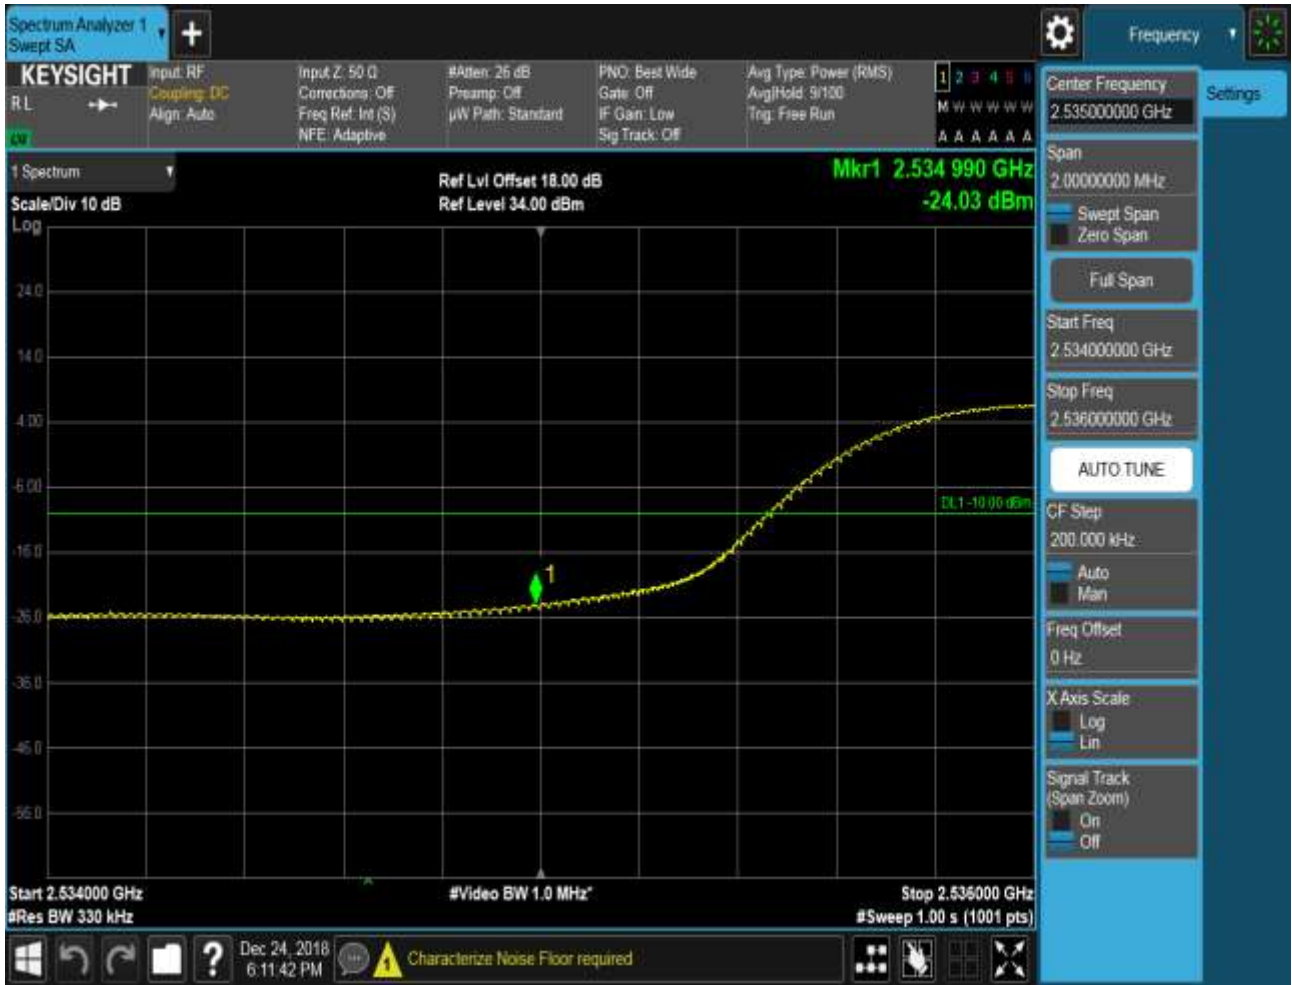 Spectrum Analyzer 1
Swept SA
+
Frequency
KEYSIGHT
RL
Input: RF
Coupling: DC
Align: Auto
Input Z: 50 Ω
Corrections: Off
Freq Ref: Int (S)
NFE: Adaptive
#Atten: 26 dB
Preamp: Off
µW Path: Standard
PNO: Best Wide
Gate: Off
IF Gain: Low
Sig Track: Off
Avg Type: Power (RMS)
Avg|Hold: 9/100
Trig: Free Run
1 2 3 4 5 6
M W W W W W
A A A A A A
1 Spectrum
Scale/Div 10 dB
Log
Ref Lvl Offset 18.00 dB
Ref Level 34.00 dBm
Mkr1 2.534 990 GHz
-24.03 dBm
24.0
14.0
4.00
-6.00
-16.0
-26.0
-36.0
-46.0
-56.0
DL1 -10.00 dBm
1
Start 2.534000 GHz
#Res BW 330 kHz
#Video BW 1.0 MHz*
Stop 2.536000 GHz
#Sweep 1.00 s (1001 pts)
Center Frequency
2.535000000 GHz
Settings
Span
2.00000000 MHz
Swept Span
Zero Span
Full Span
Start Freq
2.534000000 GHz
Stop Freq
2.536000000 GHz
AUTO TUNE
CF Step
200.000 kHz
Auto
Man
Freq Offset
0 Hz
X Axis Scale
Log
Lin
Signal Track
(Span Zoom)
On
Off
?
Dec 24, 2018
6:11:42 PM
1
Characterize Noise Floor required